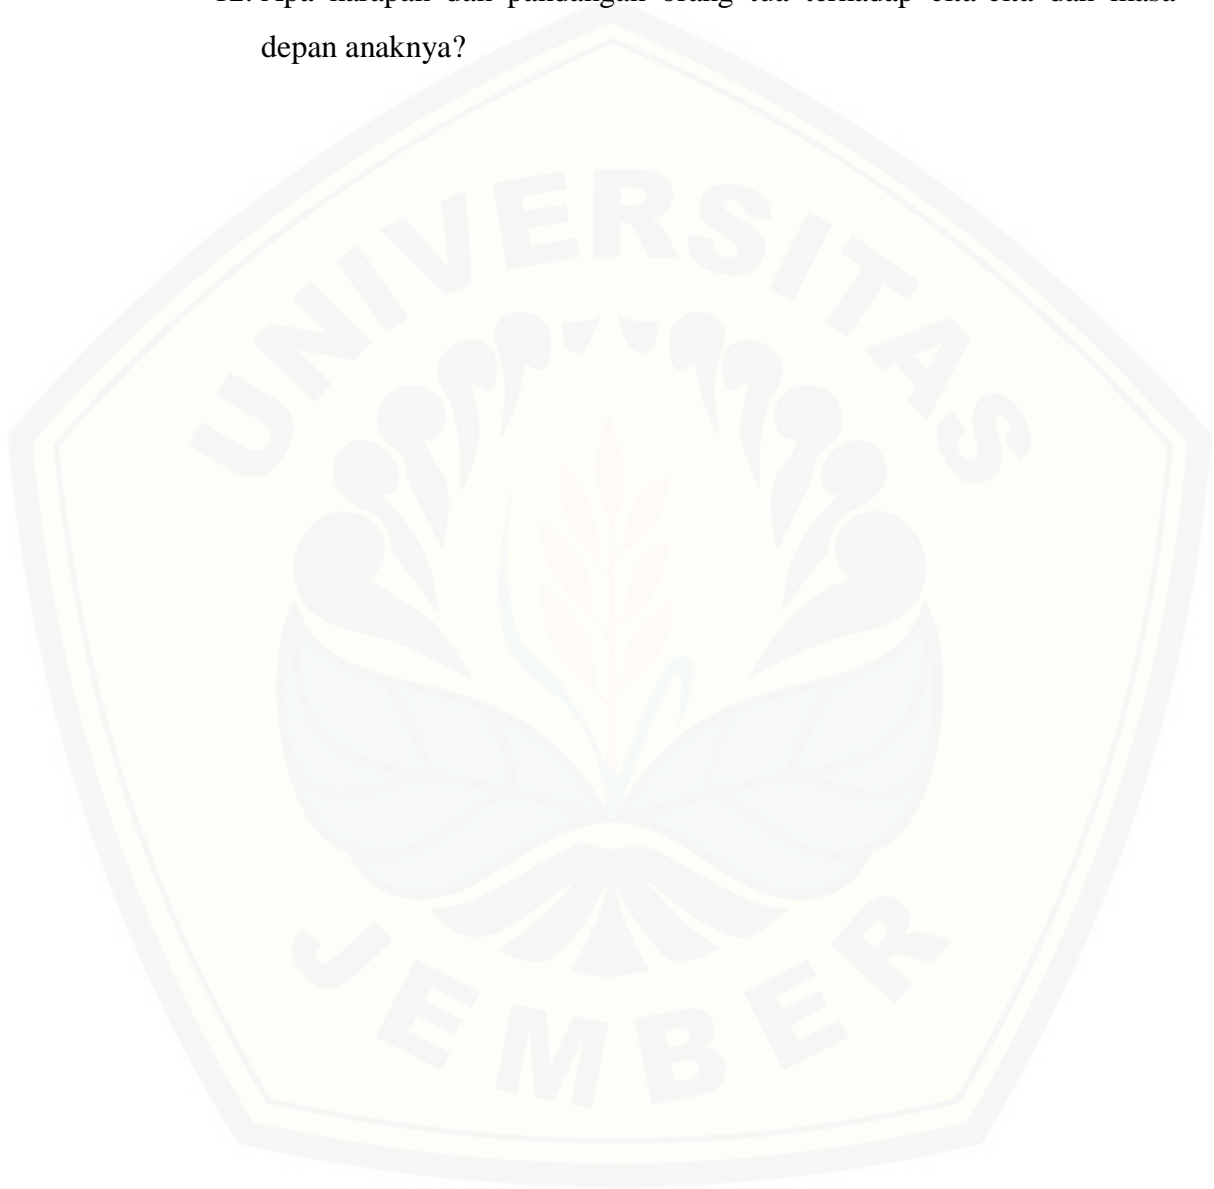 12. Apa harapan dan pandangan orang tua terhadap cita-cita dan masa
depan anaknya?
UNIVERSITAS
JEMBER